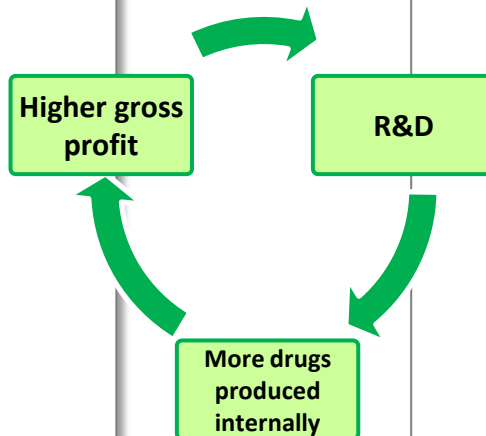 Higher gross
profit
R&D
More drugs
produced
internally